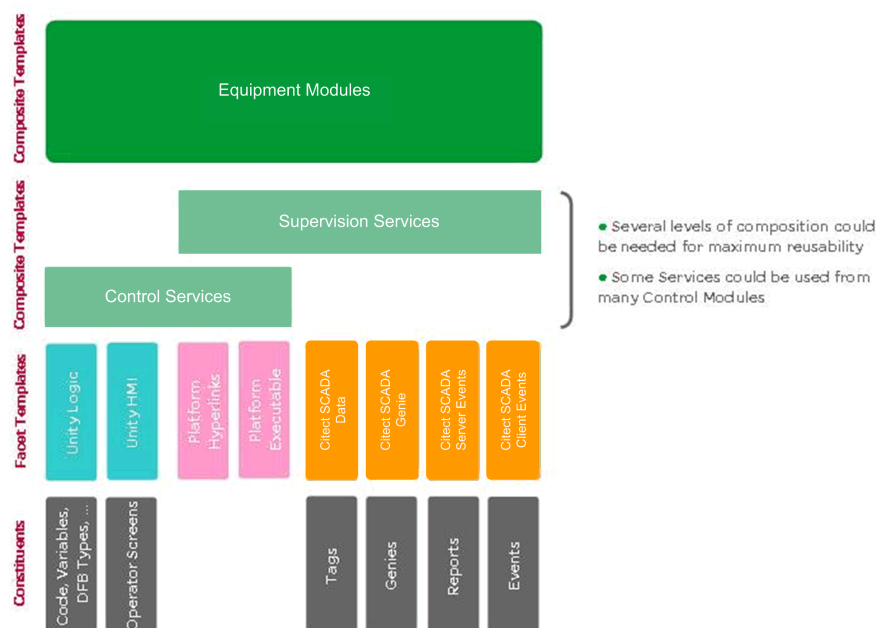 Composite Templates
Equipment Modules
Composite Templates
Supervision Services
Control Services
● Several levels of composition could
be needed for maximum reusability
● Some Services could be used from
many Control Modules
Facet Templates
Unity Logic
Unity HMI
Platform
Hyperlinks
Platform
Executable
Citect SCADA
Data
Citect SCADA
Genie
Citect SCADA
Server Events
Citect SCADA
Client Events
Constituents
Code, Variables,
DFB Types, ...
Operator Screens
Tags
Genies
Reports
Events